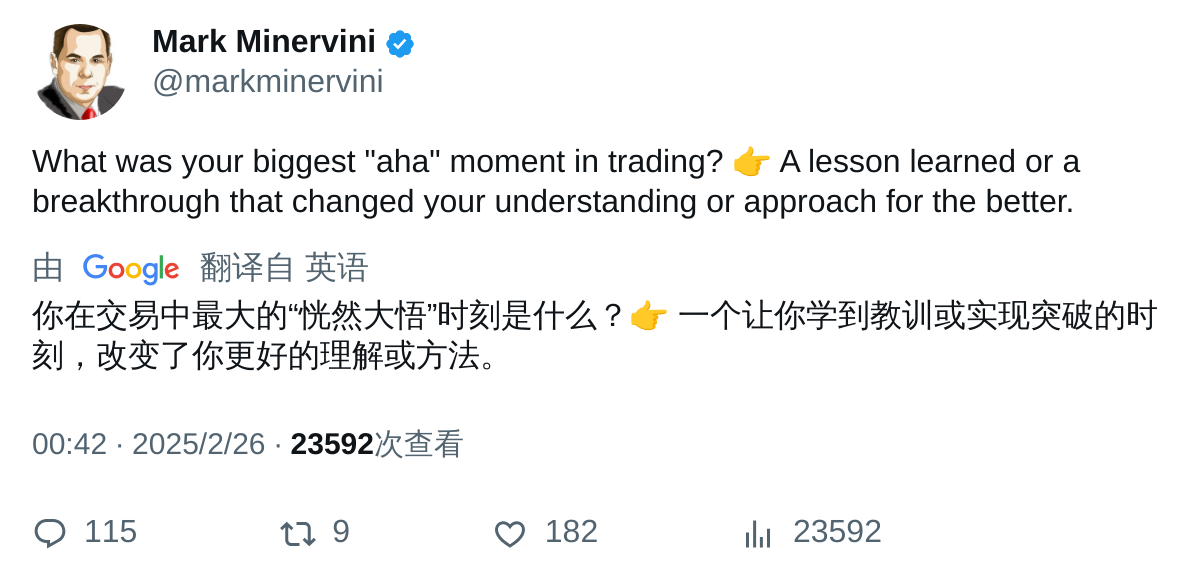 Mark Minervini
@markminervini
What was your biggest "aha" moment in trading? 👉 A lesson learned or a
breakthrough that changed your understanding or approach for the better.
由 Google 翻译自 英语
你在交易中最大的“恍然大悟”时刻是什么？👉 一个让你学到教训或实现突破的时
刻，改变了你更好的理解或方法。
00:42 · 2025/2/26 · 23592次查看
115 9 182 23592